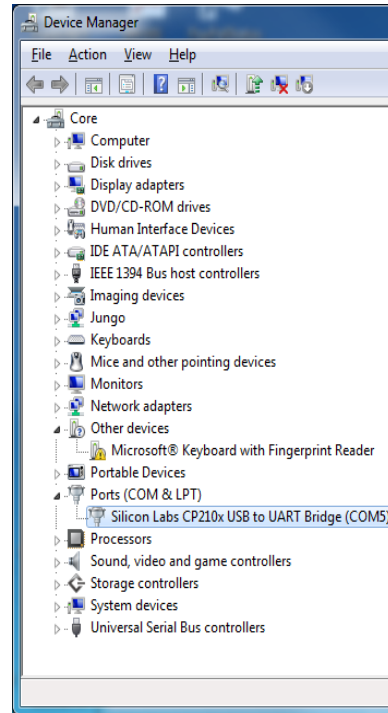 Device Manager
File Action View Help
Core
Computer
Disk drives
Display adapters
DVD/CD-ROM drives
Human Interface Devices
IDE ATA/ATAPI controllers
IEEE 1394 Bus host controllers
Imaging devices
Jungo
Keyboards
Mice and other pointing devices
Monitors
Network adapters
Other devices
Microsoft® Keyboard with Fingerprint Reader
Portable Devices
Ports (COM & LPT)
Silicon Labs CP210x USB to UART Bridge (COM5)
Processors
Sound, video and game controllers
Storage controllers
System devices
Universal Serial Bus controllers